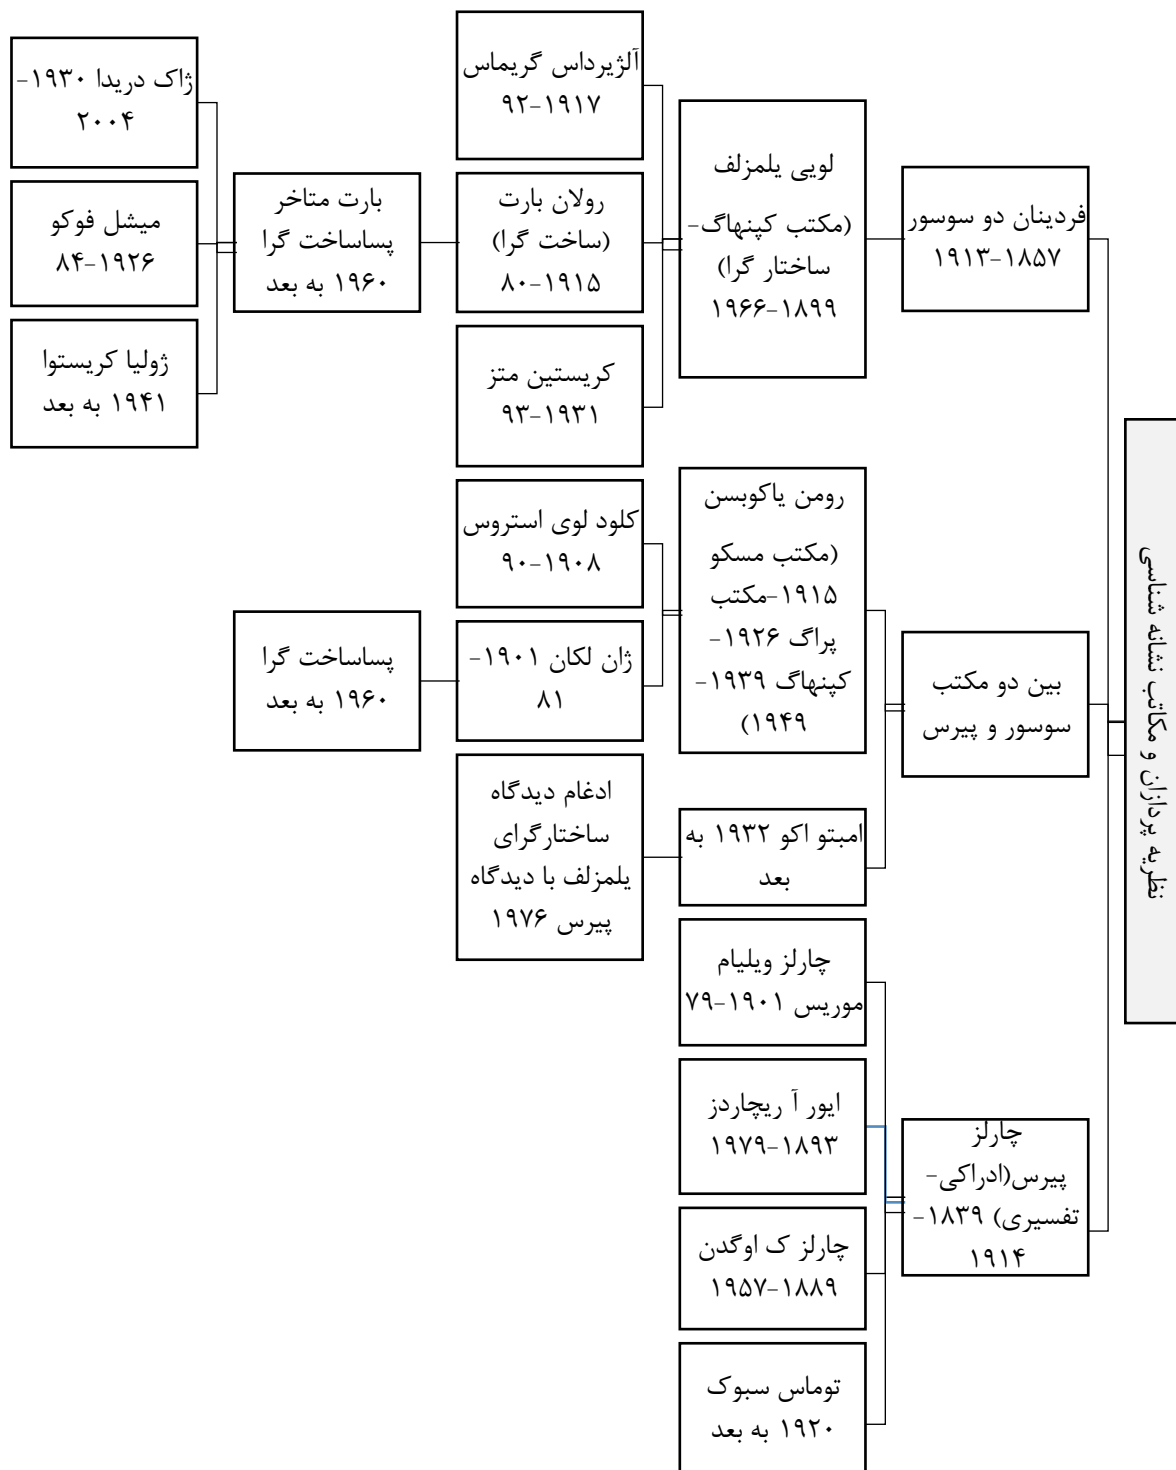 نظریه پردازان و مکاتب نشانه شناسی
فردینان دو سوسور
۱۸۵۷-۱۹۱۳
لویی یلمزلف
(مکتب کپنهاگ-
ساختار گرا)
۱۸۹۹-۱۹۶۶
آلژیرداس گریماس
۱۹۱۷-۹۲
رولان بارت
(ساخت گرا)
۱۹۱۵-۸۰
بارت متاخر
پساساخت گرا
۱۹۶۰ به بعد
ژاک دریدا ۱۹۳۰-
۲۰۰۴
میشل فوکو
۱۹۲۶-۸۴
ژولیا کریستوا
۱۹۴۱ به بعد
کریستین متز
۱۹۳۱-۹۳
بین دو مکتب
سوسور و پیرس
رومن یاکوبسن
(مکتب مسکو
۱۹۱۵-مکتب
پراگ ۱۹۲۶-
کپنهاگ ۱۹۳۹-
۱۹۴۹)
کلود لوی استروس
۱۹۰۸-۹۰
ژان لکان ۱۹۰۱-
۸۱
پساساخت گرا
۱۹۶۰ به بعد
امبتو اکو ۱۹۳۲ به
بعد
ادغام دیدگاه
ساختارگرای
یلمزلف با دیدگاه
پیرس ۱۹۷۶
چارلز
پیرس(ادراکی-
تفسیری) ۱۸۳۹-
۱۹۱۴
چارلز ویلیام
موریس ۱۹۰۱-۷۹
ایور آ ریچاردز
۱۸۹۳-۱۹۷۹
چارلز ک اوگدن
۱۸۸۹-۱۹۵۷
توماس سبوک
۱۹۲۰ به بعد